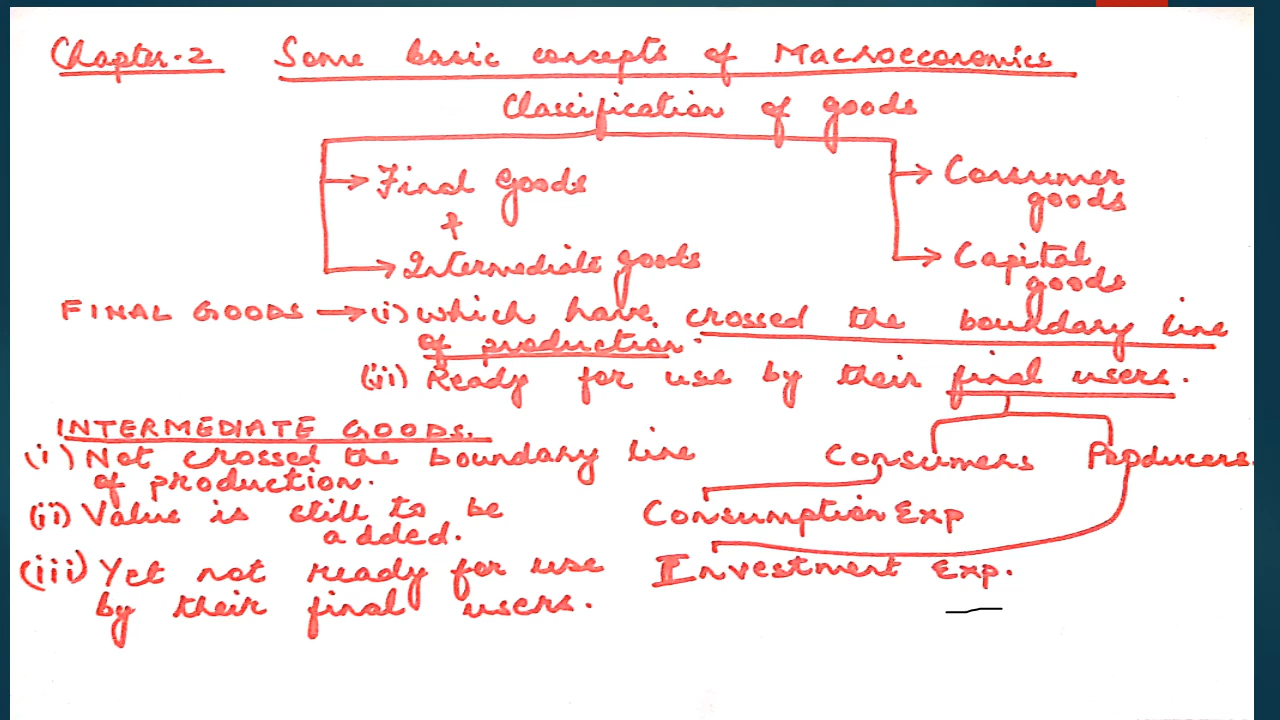 Chapter-2 Some basic concepts of Macroeconomics
Classification of goods
Final Goods
+
Intermediate goods
Consumer
goods
Capital
goods
FINAL GOODS → (i) which have crossed the boundary line
of production.
(ii) Ready for use by their final users.
Consumers Producers.
Consumption Exp
Investment Exp.
INTERMEDIATE GOODS.
(i) Not crossed the boundary line
of production.
(ii) Value is still to be
added.
(iii) Yet not ready for use
by their final users.